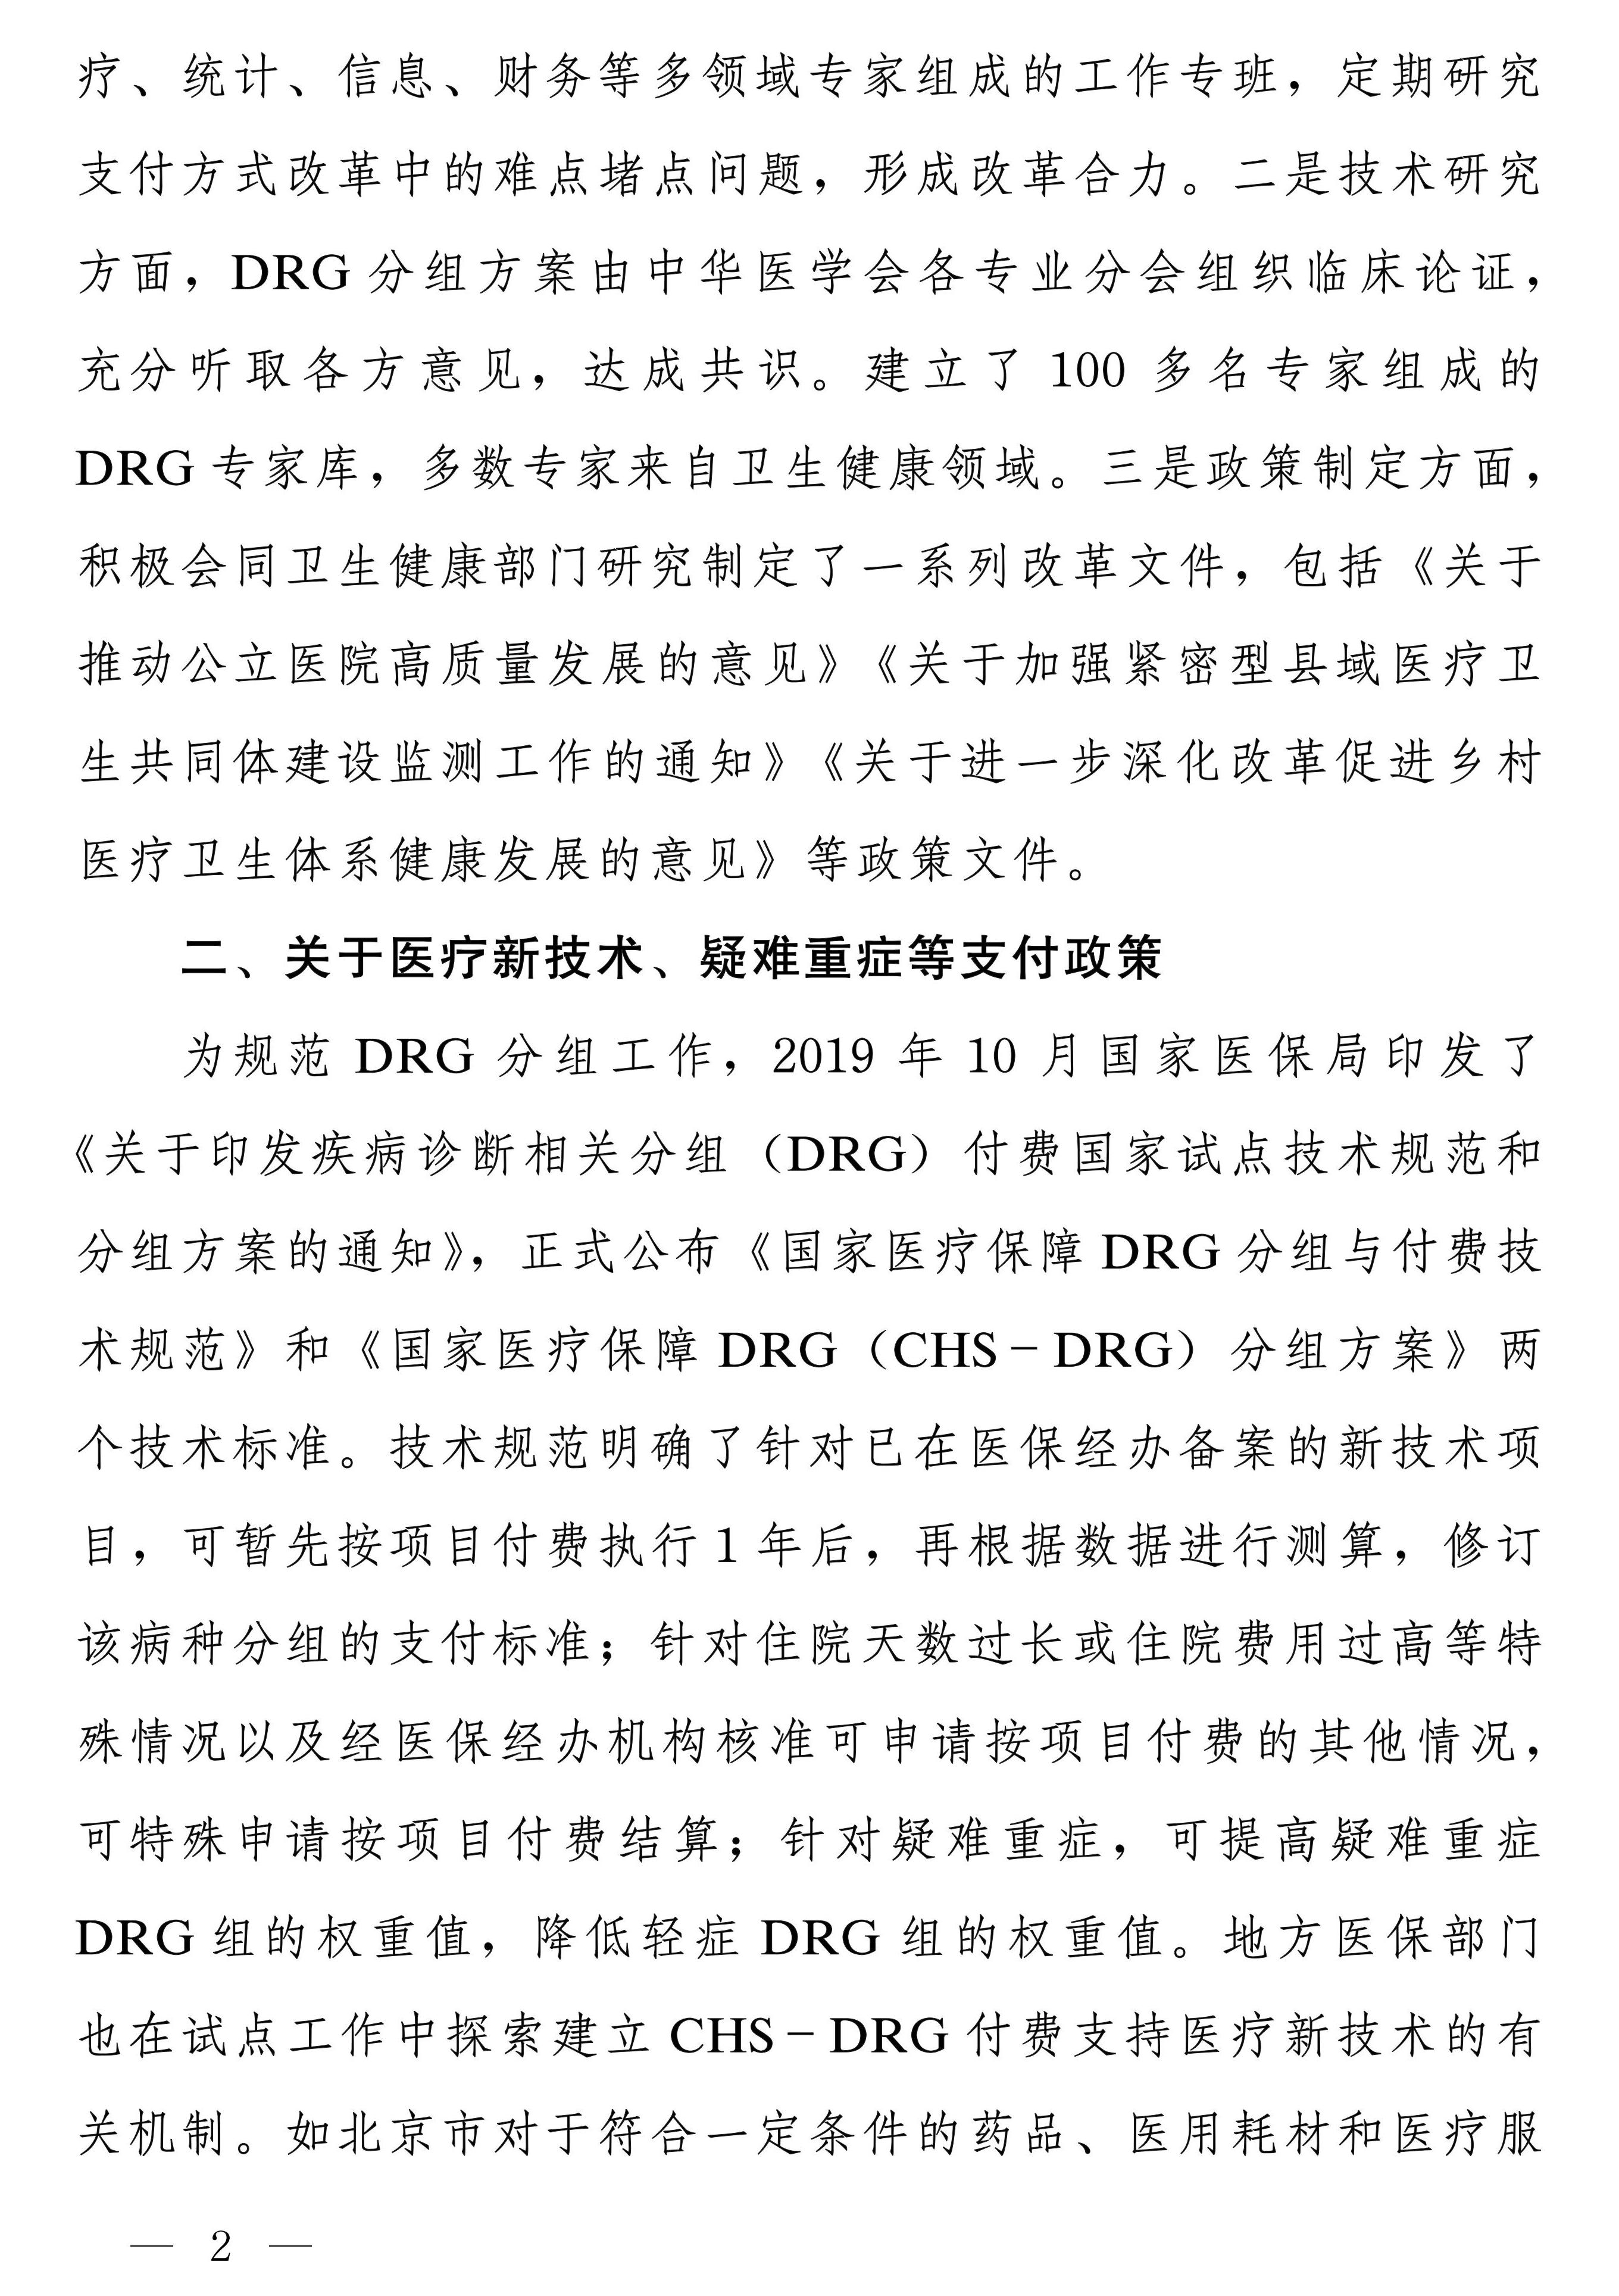 疗、统计、信息、财务等多领域专家组成的工作专班，定期研究
支付方式改革中的难点堵点问题，形成改革合力。二是技术研究
方面，DRG 分组方案由中华医学会各专业分会组织临床论证，
充分听取各方意见，达成共识。建立了 100 多名专家组成的
DRG 专家库，多数专家来自卫生健康领域。三是政策制定方面，
积极会同卫生健康部门研究制定了一系列改革文件，包括《关于
推动公立医院高质量发展的意见》《关于加强紧密型县域医疗卫
生共同体建设监测工作的通知》《关于进一步深化改革促进乡村
医疗卫生体系健康发展的意见》等政策文件。
二、关于医疗新技术、疑难重症等支付政策
为规范 DRG 分组工作，2019 年 10 月国家医保局印发了
《关于印发疾病诊断相关分组（DRG）付费国家试点技术规范和
分组方案的通知》，正式公布《国家医疗保障 DRG 分组与付费技
术规范》和《国家医疗保障 DRG（CHS－DRG）分组方案》两
个技术标准。技术规范明确了针对已在医保经办备案的新技术项
目，可暂先按项目付费执行 1 年后，再根据数据进行测算，修订
该病种分组的支付标准；针对住院天数过长或住院费用过高等特
殊情况以及经医保经办机构核准可申请按项目付费的其他情况，
可特殊申请按项目付费结算；针对疑难重症，可提高疑难重症
DRG 组的权重值，降低轻症 DRG 组的权重值。地方医保部门
也在试点工作中探索建立 CHS－DRG 付费支持医疗新技术的有
关机制。如北京市对于符合一定条件的药品、医用耗材和医疗服
— 2 —